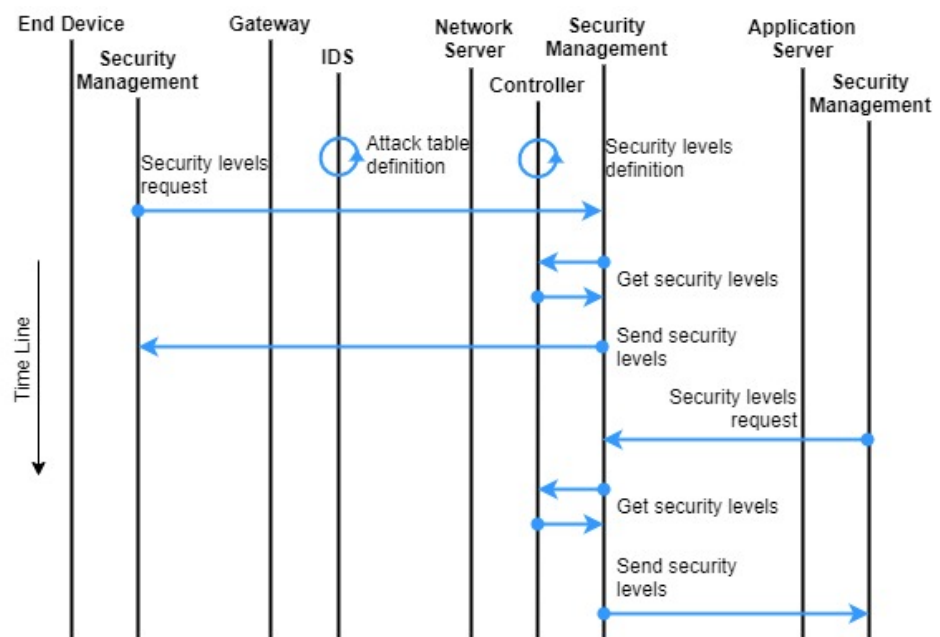 End Device
Security
Management
Gateway
IDS
Network
Server
Controller
Security
Management
Application
Server
Security
Management
Attack table
definition
Security levels
definition
Security levels
request
Get security levels
Send security
levels
Time Line
Security levels
request
Get security levels
Send security
levels